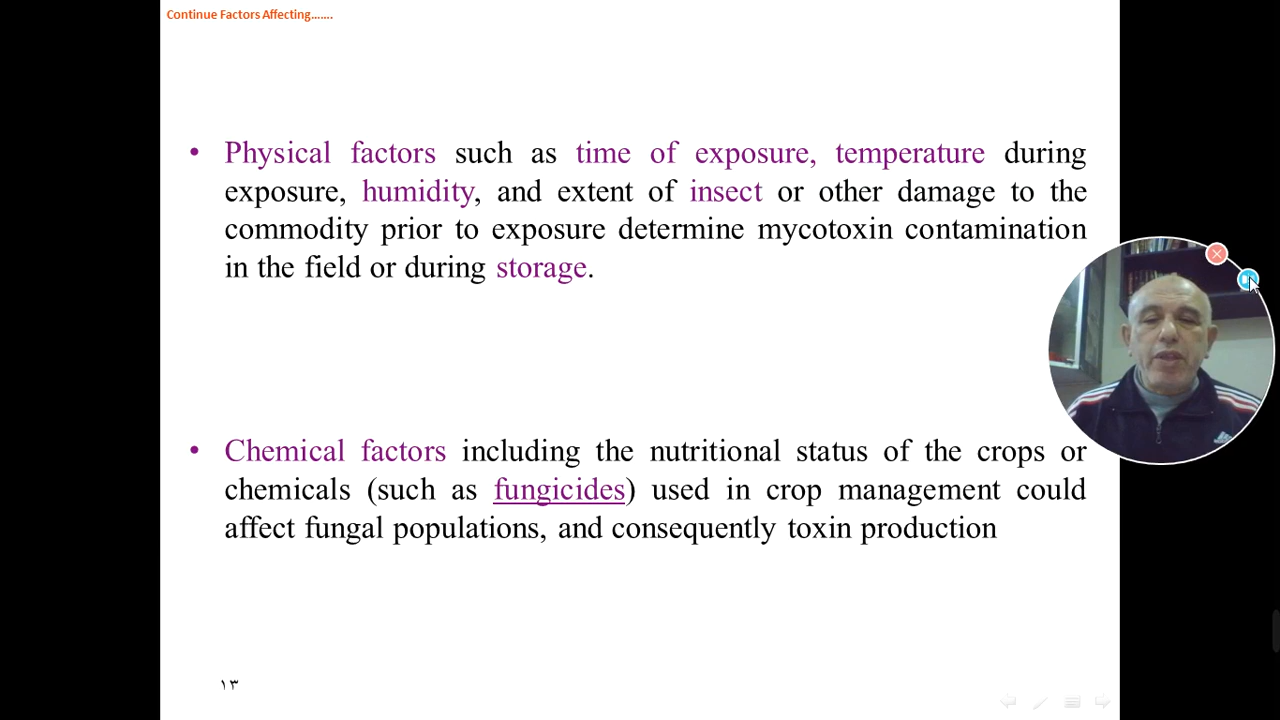 Continue Factors Affecting.......
• Physical factors such as time of exposure, temperature during
exposure, humidity, and extent of insect or other damage to the
commodity prior to exposure determine mycotoxin contamination
in the field or during storage.
• Chemical factors including the nutritional status of the crops or
chemicals (such as fungicides) used in crop management could
affect fungal populations, and consequently toxin production
١٣